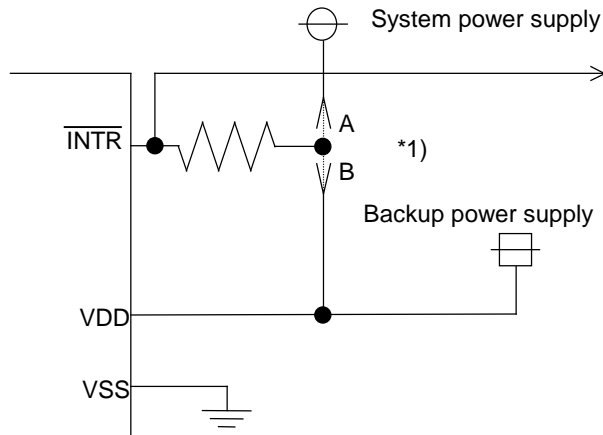 System power supply
A
INTR
*1)
B
Backup power supply
VDD
VSS